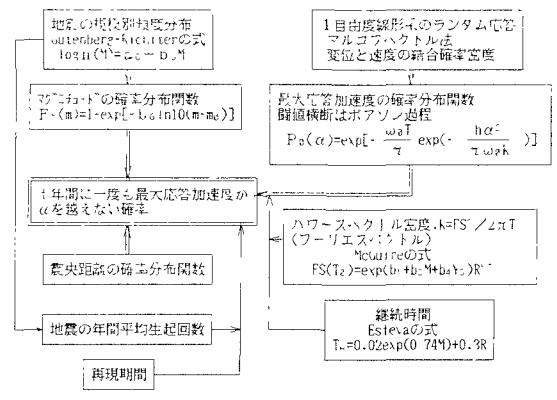 地震の規模別頻度分布
Gutenberg-Richterの式
1自由度線形系のランダム応答
マルコフベクトル法
変位と速度の結合確率密度
マグニチュードの確率分布関数
最大応答加速度の確率分布関数
閾値横断はポアソン過程
1年間に一度も最大応答加速度が
αを越えない確率
震央距離の確率分布関数
パワースペクトル密度
(フーリエスペクトル)
McGuireの式
地震の年間平均生起回数
継続時間
Estevaの式
=0.02exp(0.74M)+0.3R
再現期間